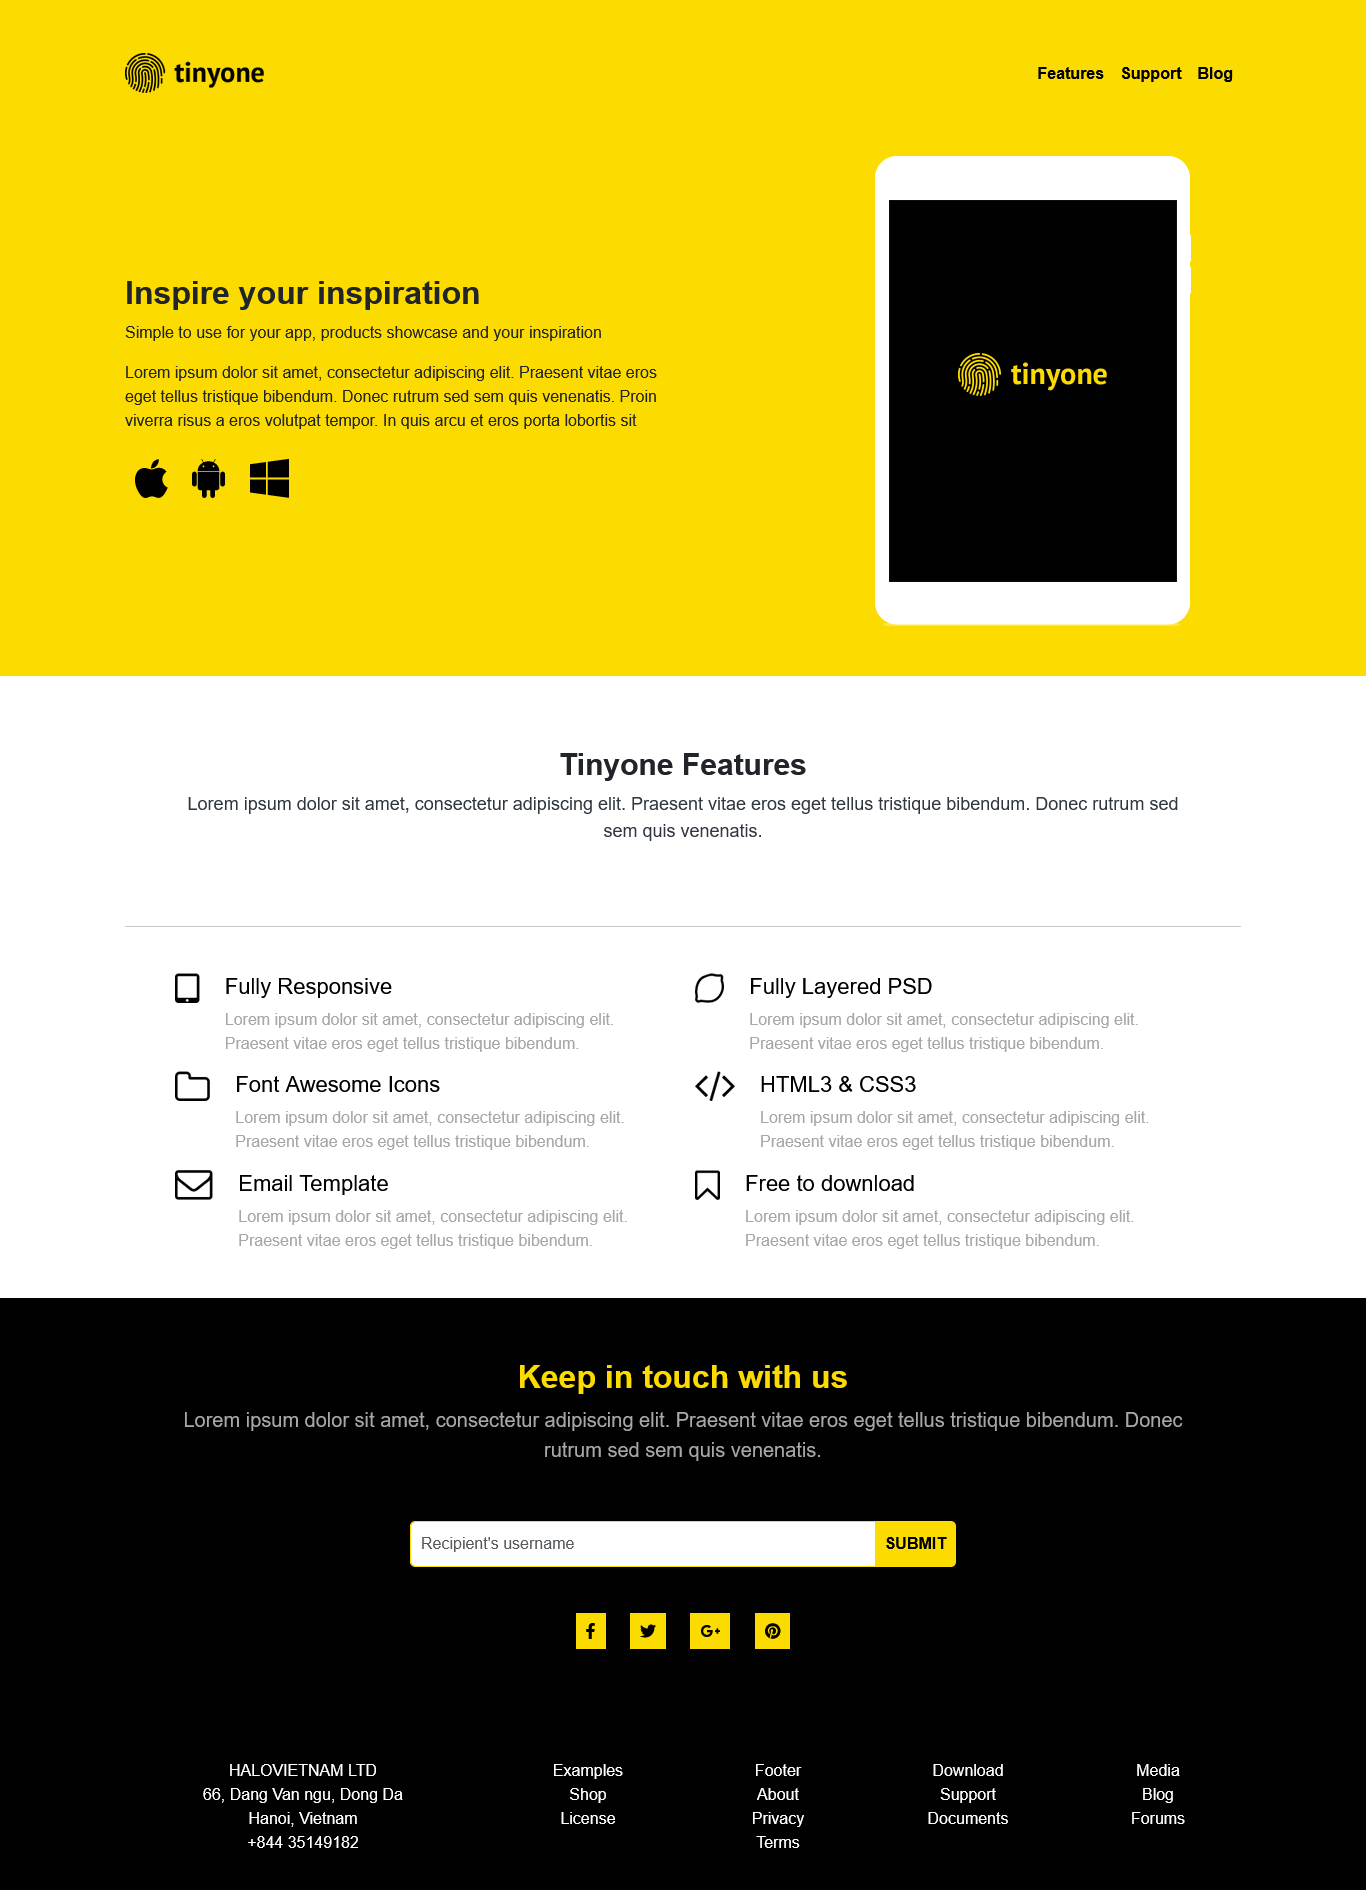 tinyone
Features Support Blog
Inspire your inspiration
Simple to use for your app, products showcase and your inspiration
Lorem ipsum dolor sit amet, consectetur adipiscing elit. Praesent vitae eros
eget tellus tristique bibendum. Donec rutrum sed sem quis venenatis. Proin
viverra risus a eros volutpat tempor. In quis arcu et eros porta lobortis sit
tinyone
Tinyone Features
Lorem ipsum dolor sit amet, consectetur adipiscing elit. Praesent vitae eros eget tellus tristique bibendum. Donec rutrum sed
sem quis venenatis.
Fully Responsive
Lorem ipsum dolor sit amet, consectetur adipiscing elit.
Praesent vitae eros eget tellus tristique bibendum.
Fully Layered PSD
Lorem ipsum dolor sit amet, consectetur adipiscing elit.
Praesent vitae eros eget tellus tristique bibendum.
Font Awesome Icons
Lorem ipsum dolor sit amet, consectetur adipiscing elit.
Praesent vitae eros eget tellus tristique bibendum.
HTML3 & CSS3
Lorem ipsum dolor sit amet, consectetur adipiscing elit.
Praesent vitae eros eget tellus tristique bibendum.
Email Template
Lorem ipsum dolor sit amet, consectetur adipiscing elit.
Praesent vitae eros eget tellus tristique bibendum.
Free to download
Lorem ipsum dolor sit amet, consectetur adipiscing elit.
Praesent vitae eros eget tellus tristique bibendum.
Keep in touch with us
Lorem ipsum dolor sit amet, consectetur adipiscing elit. Praesent vitae eros eget tellus tristique bibendum. Donec
rutrum sed sem quis venenatis.
Recipient's username SUBMIT
HALOVIETNAM LTD
66, Dang Van ngu, Dong Da
Hanoi, Vietnam
+844 35149182
Examples
Shop
License
Footer
About
Privacy
Terms
Download
Support
Documents
Media
Blog
Forums